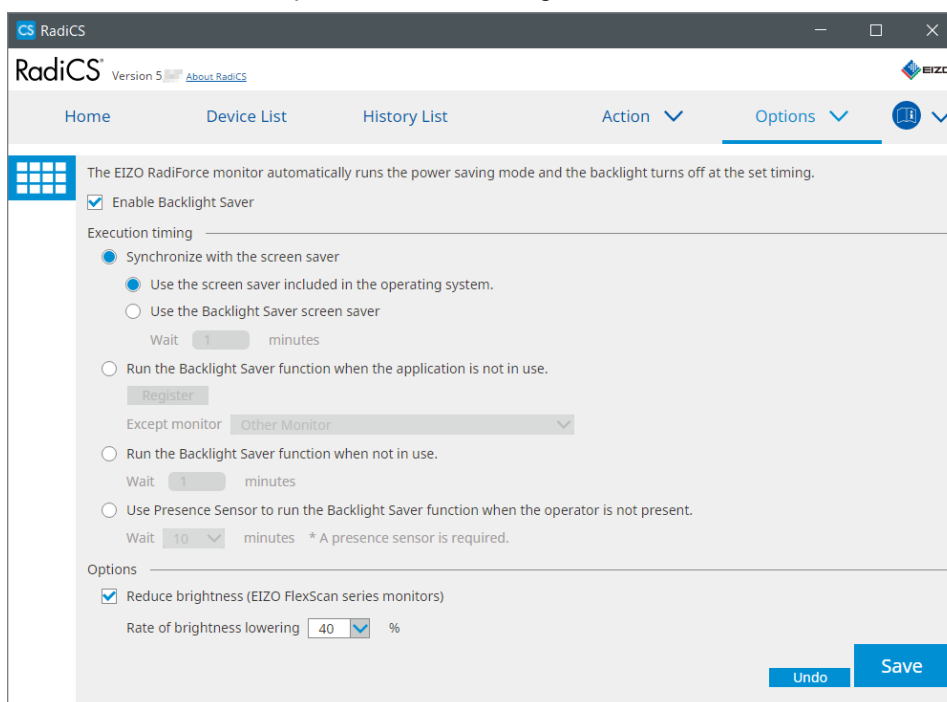 CS RadiCS
RadiCS® Version 5. About RadiCS
EIZO
Home Device List History List Action Options
The EIZO RadiForce monitor automatically runs the power saving mode and the backlight turns off at the set timing.
Enable Backlight Saver
Execution timing
Synchronize with the screen saver
Use the screen saver included in the operating system.
Use the Backlight Saver screen saver
Wait 1 minutes
Run the Backlight Saver function when the application is not in use.
Register
Except monitor Other Monitor
Run the Backlight Saver function when not in use.
Wait 1 minutes
Use Presence Sensor to run the Backlight Saver function when the operator is not present.
Wait 10 minutes * A presence sensor is required.
Options
Reduce brightness (EIZO FlexScan series monitors)
Rate of brightness lowering 40 %
Undo Save